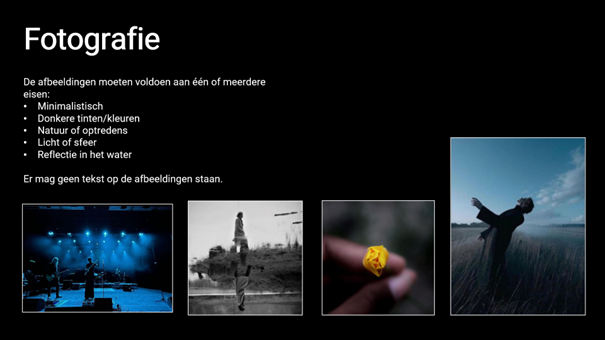 Fotografie
De afbeeldingen moeten voldoen aan één of meerdere
eisen:
• Minimalistisch
• Donkere tinten/kleuren
• Natuur of optredens
• Licht of sfeer
• Reflectie in het water
Er mag geen tekst op de afbeeldingen staan.